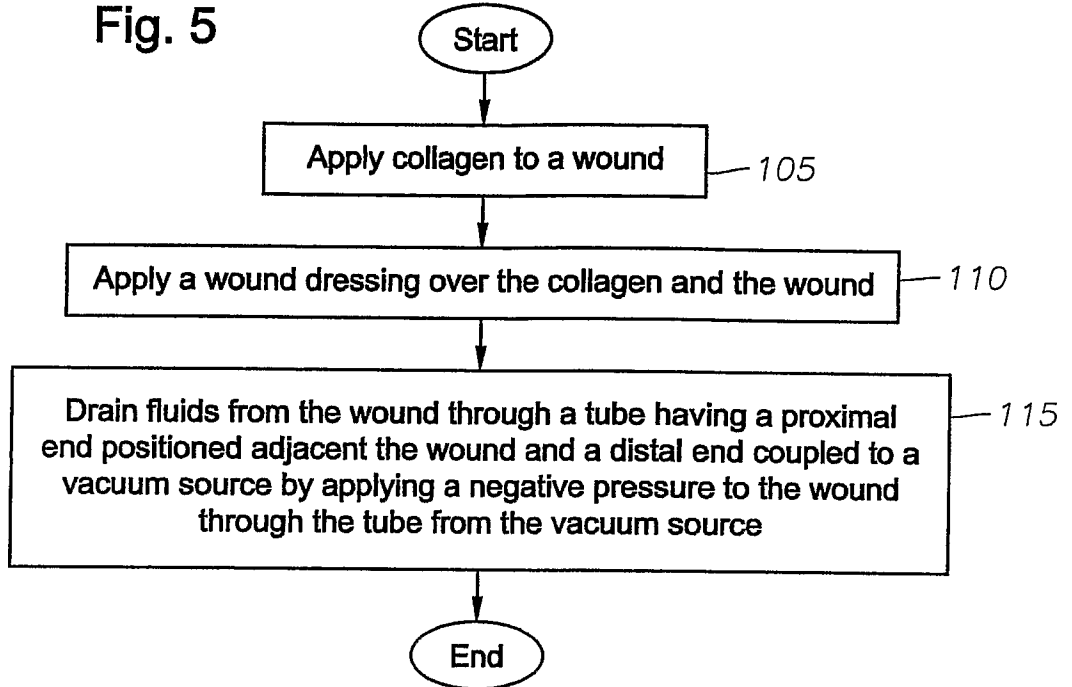 Fig. 5
Start
Apply collagen to a wound
105
Apply a wound dressing over the collagen and the wound
110
Drain fluids from the wound through a tube having a proximal
end positioned adjacent the wound and a distal end coupled to a
vacuum source by applying a negative pressure to the wound
through the tube from the vacuum source
115
End